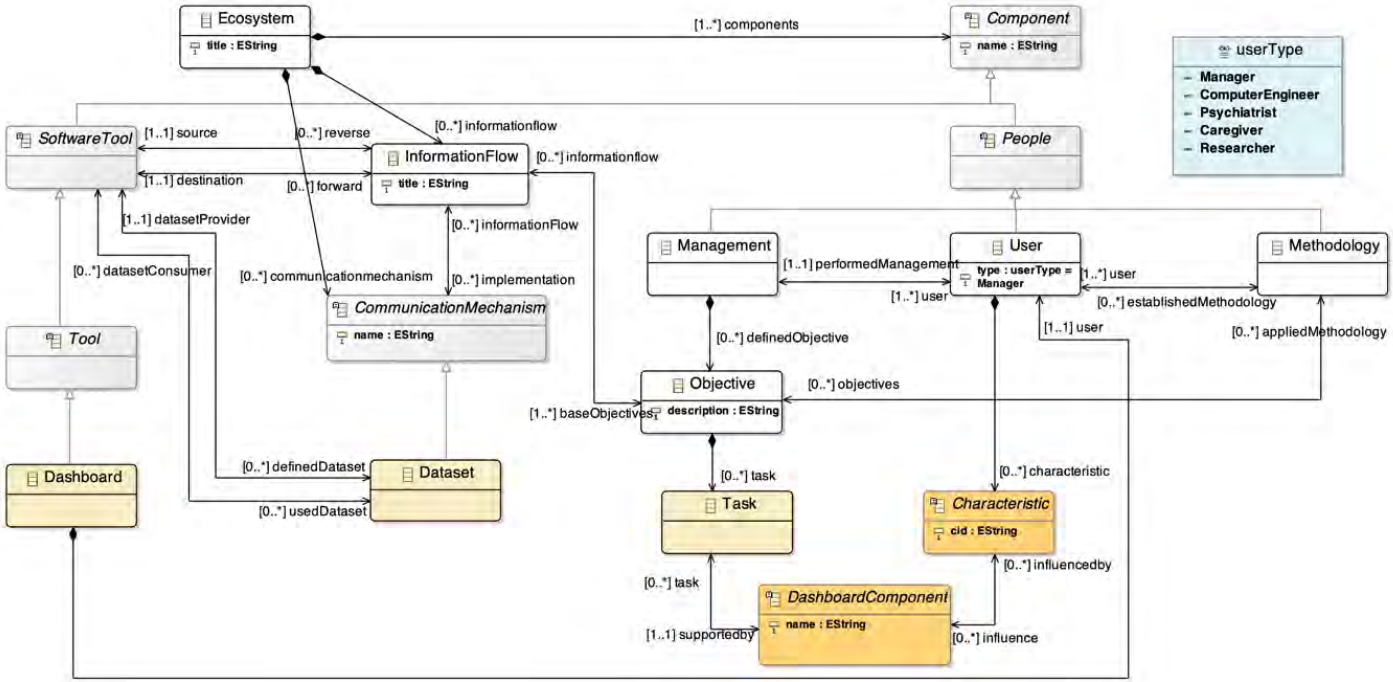 Ecosystem
title : EString
[1..*] components
Component
name : EString
userType
Manager
ComputerEngineer
Psychiatrist
Caregiver
Researcher
SoftwareTool
[1..1] source
[0..*] reverse
[0..*] informationflow
InformationFlow
title : EString
[0..*] informationflow
People
[1..1] destination
[0..*] forward
[1..1] datasetProvider
[0..*] informationFlow
[0..*] datasetConsumer
[0..*] communicationmechanism
[0..*] implementation
Management
[1..1] performedManagement
[1..*] user
User
type : userType =
Manager
[1..*] user
[0..*] establishedMethodology
Methodology
CommunicationMechanism
name : EString
Tool
[0..*] definedObjective
[1..1] user
[0..*] appliedMethodology
Objective
description : EString
[0..*] objectives
[1..*] baseObjectives
Dashboard
[0..*] definedDataset
[0..*] usedDataset
Dataset
[0..*] task
[0..*] characteristic
Task
Characteristic
cid : EString
[0..*] task
[0..*] influencedby
DashboardComponent
name : EString
[1..1] supportedby
[0..*] influence